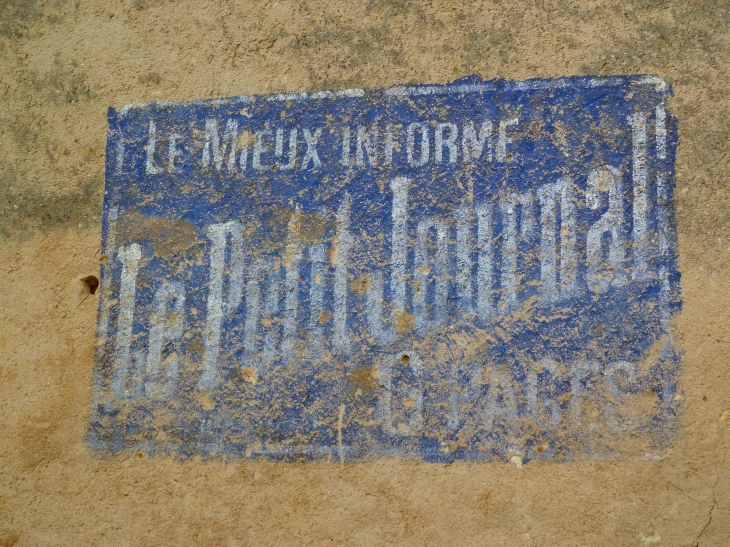 LE MIEUX INFORMÉ
Le Petit Journal
6 PAGES